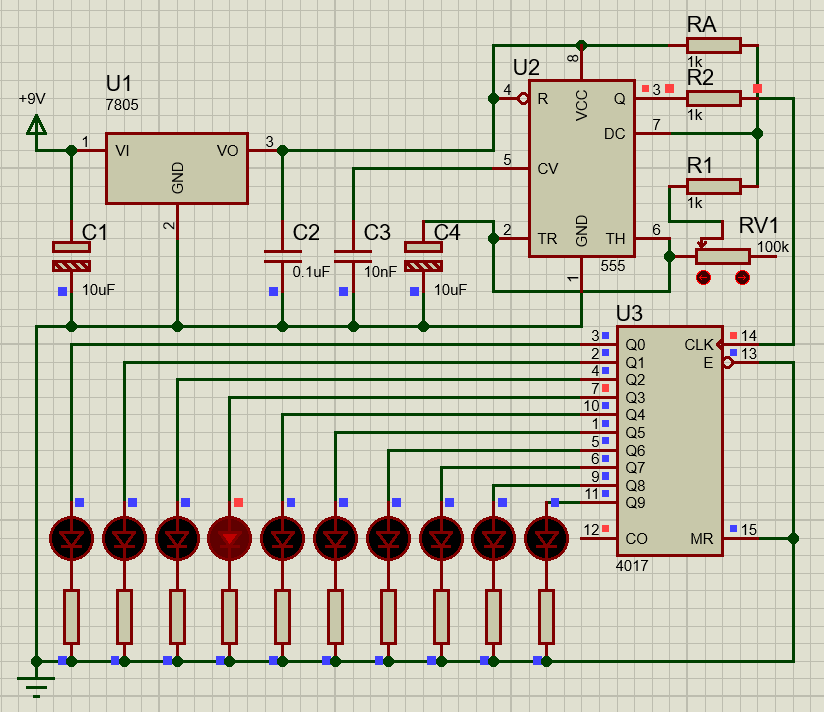 +9V
U1
7805
1 VI VO 3
GND
2
C1
10uF
C2
0.1uF
C3
10nF
C4
10uF
U2
8
VCC
4 R Q 3
DC 7
5 CV
2 TR TH 6
GND
1
555
RA
1k
R2
1k
R1
1k
RV1
100k
U3
3 Q0 CLK 14
2 Q1 E 13
4 Q2
7 Q3
10 Q4
1 Q5
5 Q6
6 Q7
9 Q8
11 Q9
12 CO MR 15
4017